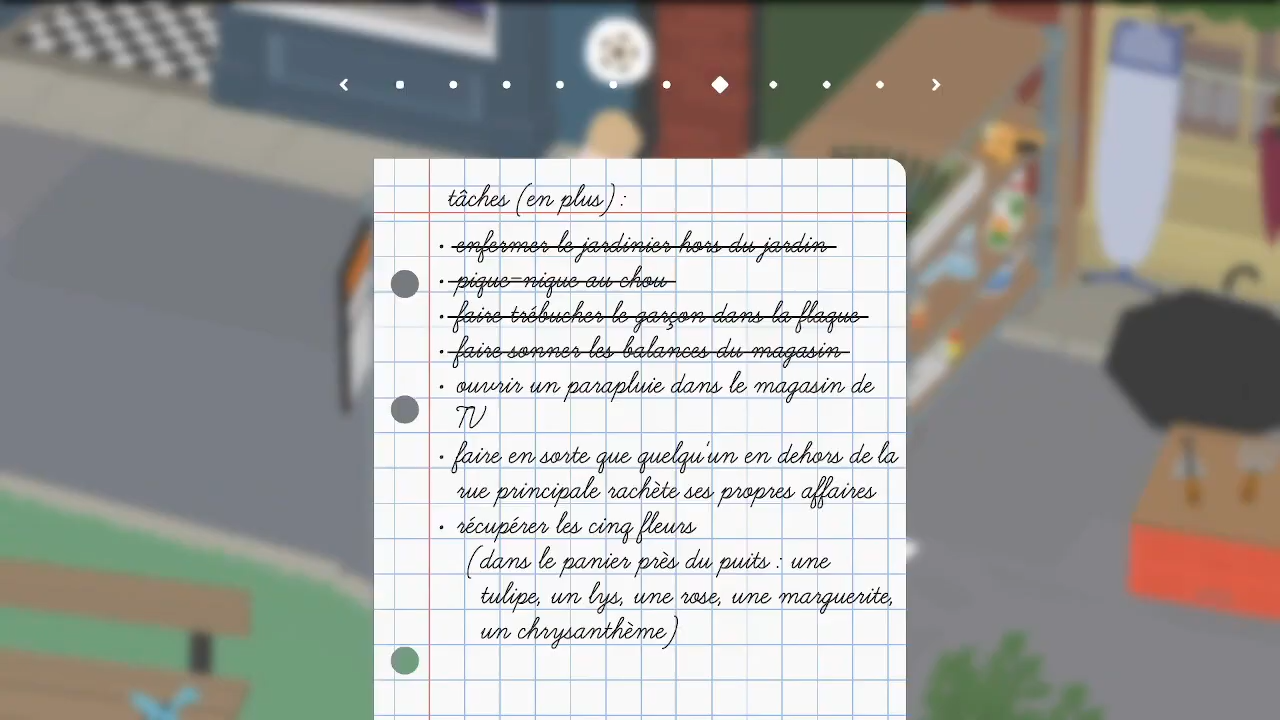 tâches (en plus) :
• enfermer le jardinier hors du jardin
• pique-nique au chou
• faire trébucher le garçon dans la flaque
• faire sonner les balances du magasin
• ouvrir un parapluie dans le magasin de
TV
• faire en sorte que quelqu'un en dehors de la
rue principale rachète ses propres affaires
• récupérer les cinq fleurs
(dans le panier près du puits : une
tulipe, un lys, une rose, une marguerite,
un chrysanthème)